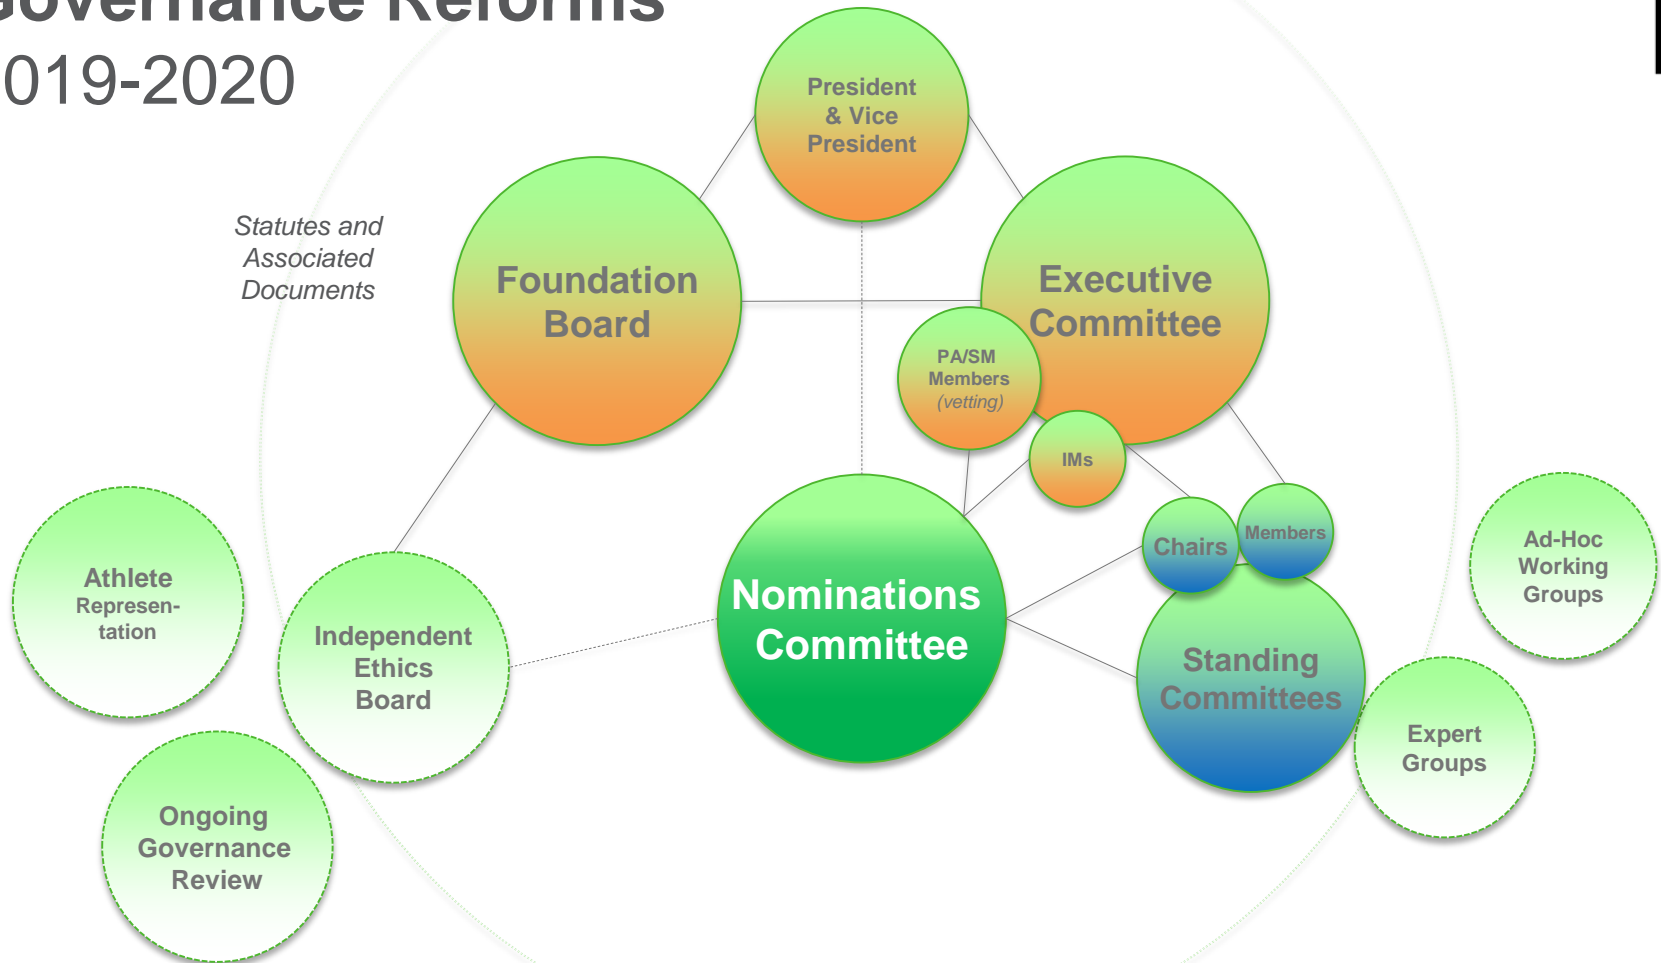 Governance Reforms
019-2020
President
& Vice
President
Statutes and
Associated
Documents
Foundation
Board
Executive
Committee
PA/SM
Members
(vetting)
IMs
Chairs
Members
Nominations
Committee
Standing
Committees
Ad-Hoc
Working
Groups
Expert
Groups
Athlete
Represen-
tation
Independent
Ethics
Board
Ongoing
Governance
Review